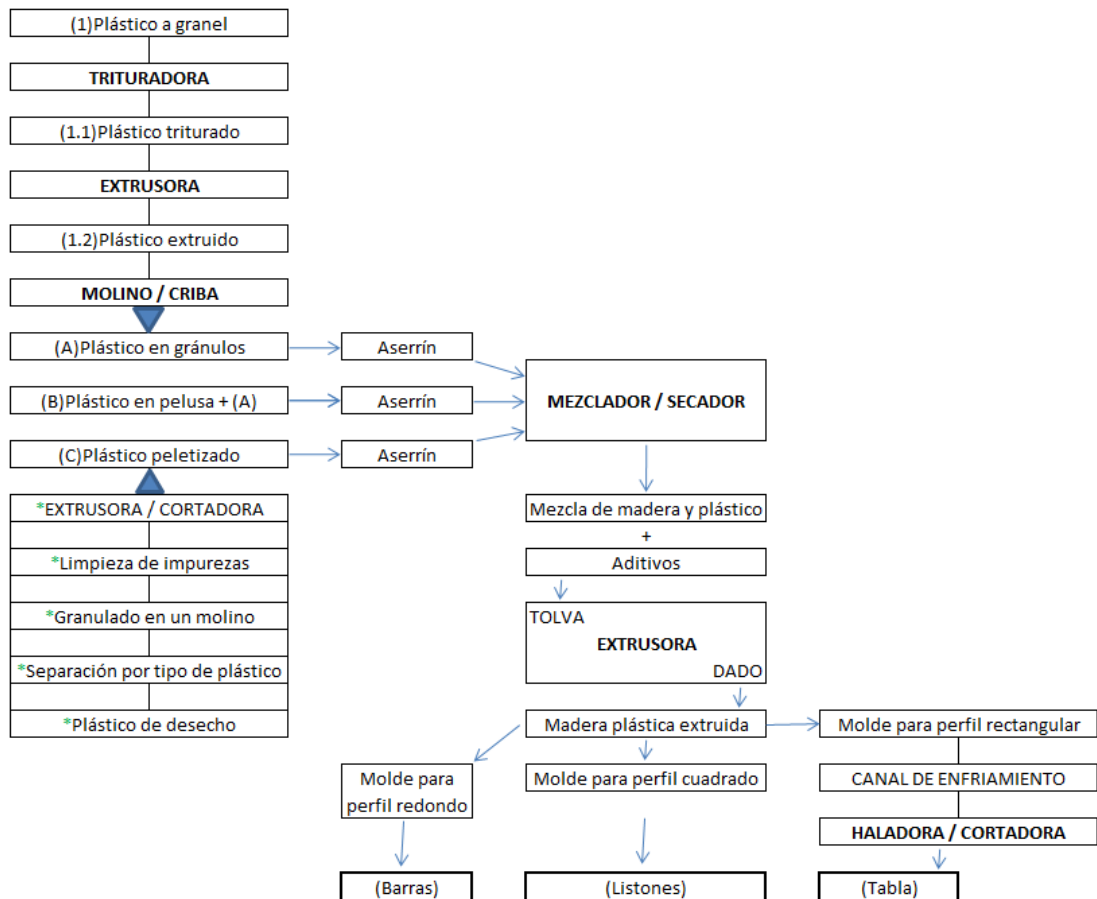 (1)Plástico a granel
TRITURADORA
(1.1)Plástico triturado
EXTRUSORA
(1.2)Plástico extruido
MOLINO / CRIBA
(A)Plástico en gránulos
Aserrín
(B)Plástico en pelusa + (A)
Aserrín
MEZCLADOR / SECADOR
(C)Plástico peletizado
Aserrín
*EXTRUSORA / CORTADORA
*Limpieza de impurezas
*Granulado en un molino
*Separación por tipo de plástico
*Plástico de desecho
Mezcla de madera y plástico
+
Aditivos
TOLVA
EXTRUSORA
DADO
Madera plástica extruida
Molde para perfil rectangular
Molde para
perfil redondo
Molde para perfil cuadrado
CANAL DE ENFRIAMIENTO
HALADORA / CORTADORA
(Barras)
(Listones)
(Tabla)